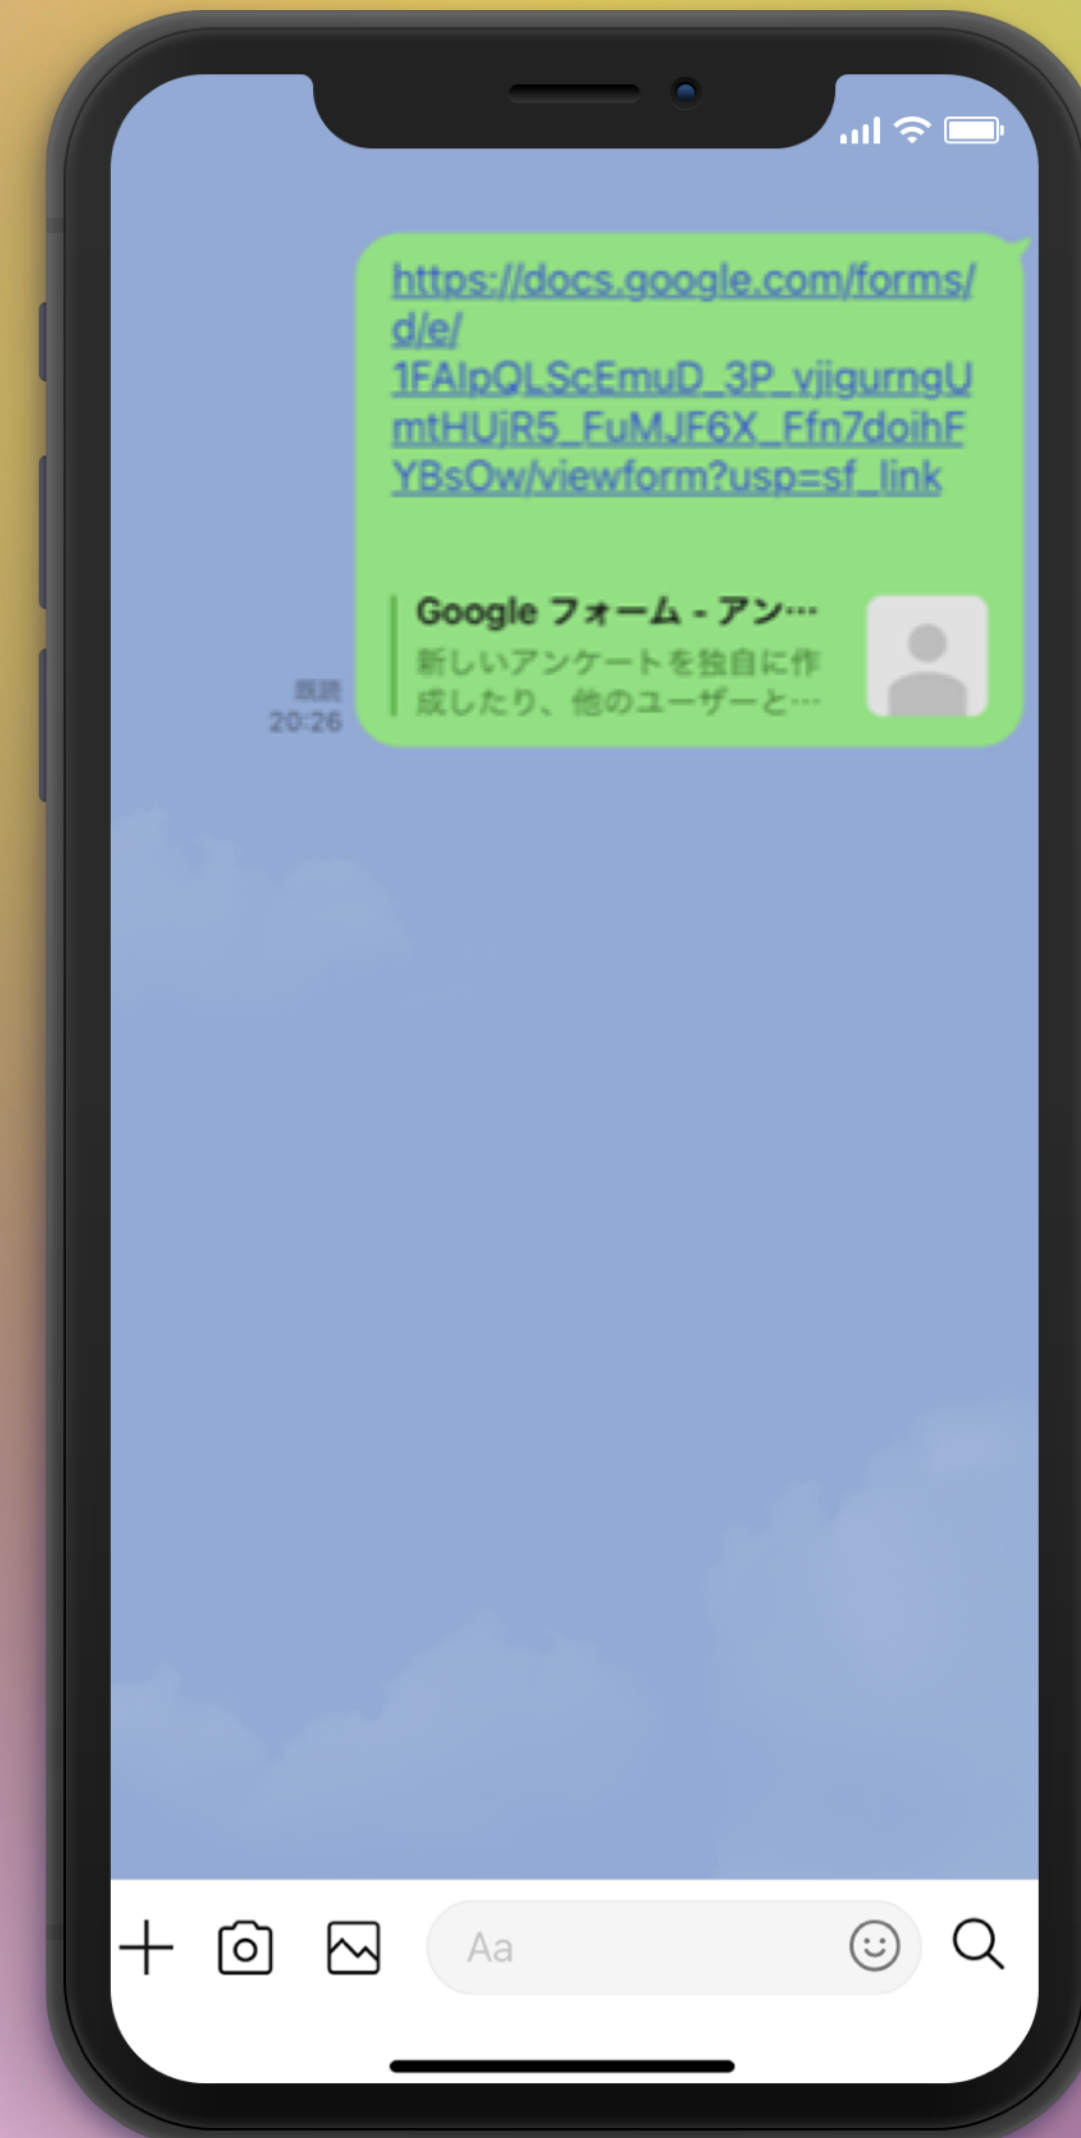 https://docs.google.com/forms/
d/e/
1FAIpQLScEmuD_3P_vjigurngU
mtHUjR5_FuMJF6X_Ffn7doihF
YBsOw/viewform?usp=sf_link
Google フォーム - アン…
新しいアンケートを独自に作
成したり、他のユーザーと…
既読
20:26
Aa